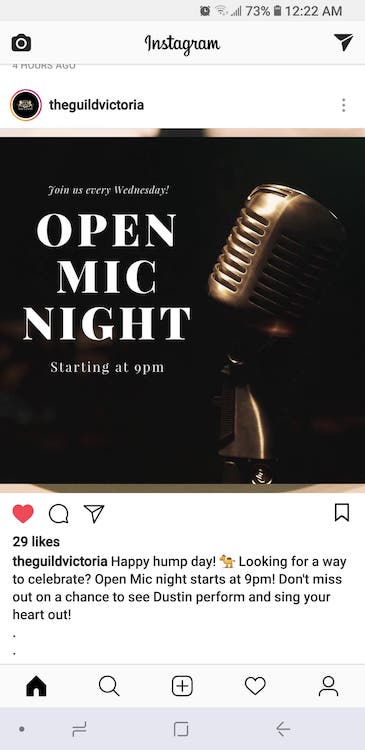 73% 12:22 AM
Instagram
4 HOURS AGO
theguildvictoria
Join us every Wednesday!
OPEN
MIC
NIGHT
Starting at 9pm
29 likes
theguildvictoria Happy hump day! 🐪 Looking for a way
to celebrate? Open Mic night starts at 9pm! Don't miss
out on a chance to see Dustin perform and sing your
heart out!
.
.